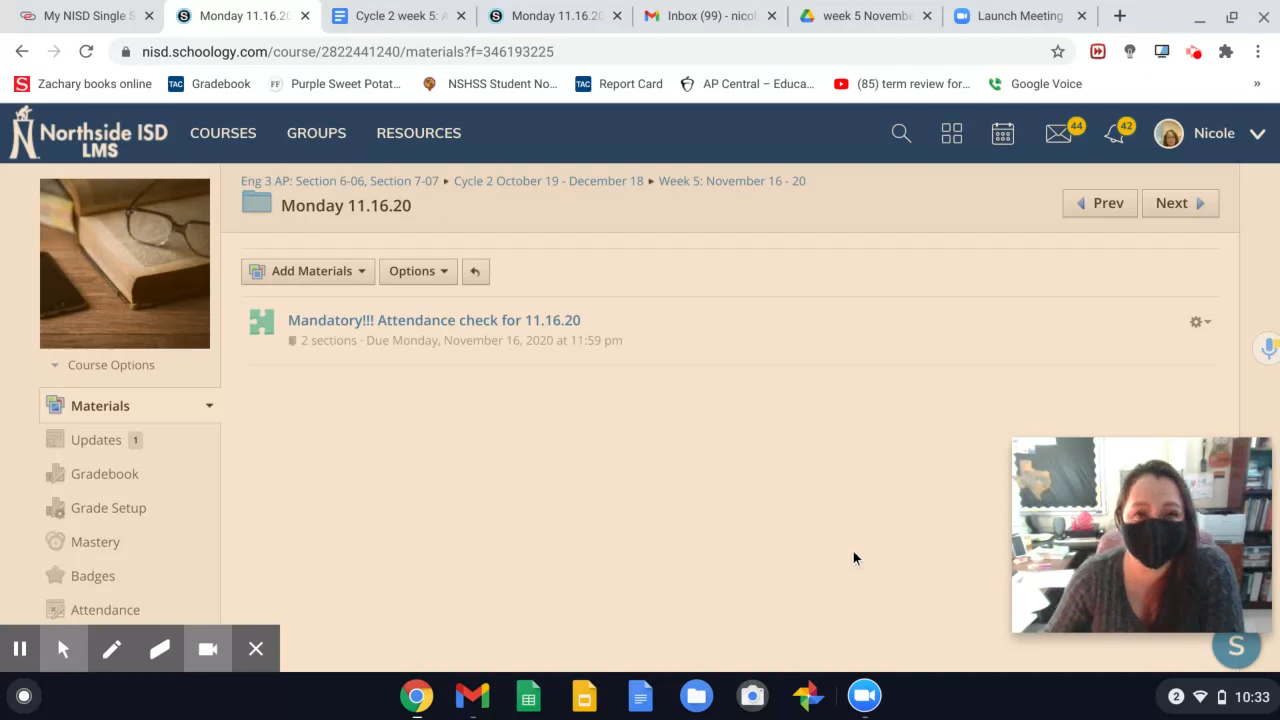 My NISD Single S
Monday 11.16.20
Cycle 2 week 5: A
Monday 11.16.20
Inbox (99) - nicol
week 5 Novembe
Launch Meeting
nisd.schoology.com/course/2822441240/materials?f=346193225
Zachary books online
TAC Gradebook
FF Purple Sweet Potat...
NSHSS Student No...
TAC Report Card
AP Central – Educa...
(85) term review for...
Google Voice
»
Northside ISD
LMS
COURSES
GROUPS
RESOURCES
44
42
Nicole
Eng 3 AP: Section 6-06, Section 7-07 ▸ Cycle 2 October 19 - December 18 ▸ Week 5: November 16 - 20
Monday 11.16.20
Prev
Next
Add Materials
Options
Mandatory!!! Attendance check for 11.16.20
2 sections · Due Monday, November 16, 2020 at 11:59 pm
Course Options
Materials
Updates 1
Gradebook
Grade Setup
Mastery
Badges
Attendance
S
2
10:33